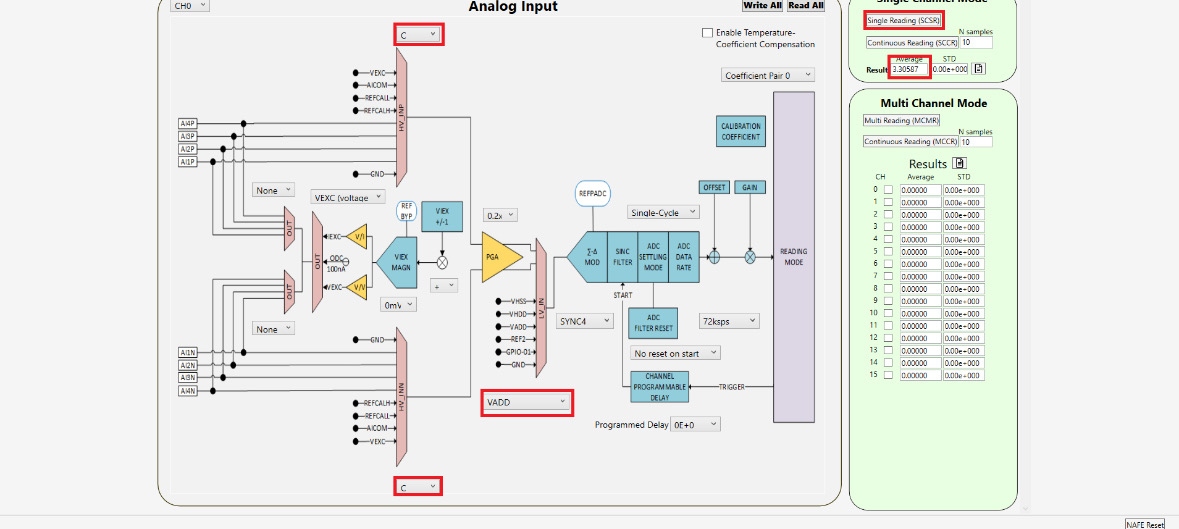 CH0
Analog Input
Write All
Read All
C
Enable Temperature-
Coefficient Compensation
Coefficient Pair 0
VEXC
AICOM
REFCALL
REFCALH
HV_INP
GND
AI4P
AI3P
AI2P
AI1P
None
VEXC (voltage
OUT
OUT
IEXC
V/I
ODC
100nA
VEXC
V/V
OUT
None
REF
BYP
VIEX
+/-1
VIEX
MAGN
+
0mV
0.2x
PGA
LV_IN
VHSS
VHDD
VADD
REF2
GPIO-01
GND
VADD
REFPADC
Single-Cycle
Σ-Δ
MOD
SINC
FILTER
ADC
SETTLING
MODE
ADC
DATA
RATE
START
SYNC4
ADC
FILTER RESET
72ksps
No reset on start
CHANNEL
PROGRAMMABLE
DELAY
TRIGGER
Programmed Delay
0E+0
CALIBRATION
COEFFICIENT
OFFSET
GAIN
READING
MODE
GND
AI1N
AI2N
AI3N
AI4N
HV_INN
REFCALH
REFCALL
AICOM
VEXC
C
Single Channel Mode
Single Reading (SCSR)
N samples
Continuous Reading (SCCR)
10
Average
STD
Result
3.30587
0.00e+000
Multi Channel Mode
Multi Reading (MCMR)
N samples
Continuous Reading (MCCR)
10
Results
CH
Average
STD
0 0.00000 0.00e+000
1 0.00000 0.00e+000
2 0.00000 0.00e+000
3 0.00000 0.00e+000
4 0.00000 0.00e+000
5 0.00000 0.00e+000
6 0.00000 0.00e+000
7 0.00000 0.00e+000
8 0.00000 0.00e+000
9 0.00000 0.00e+000
10 0.00000 0.00e+000
11 0.00000 0.00e+000
12 0.00000 0.00e+000
13 0.00000 0.00e+000
14 0.00000 0.00e+000
15 0.00000 0.00e+000
NAFE Reset